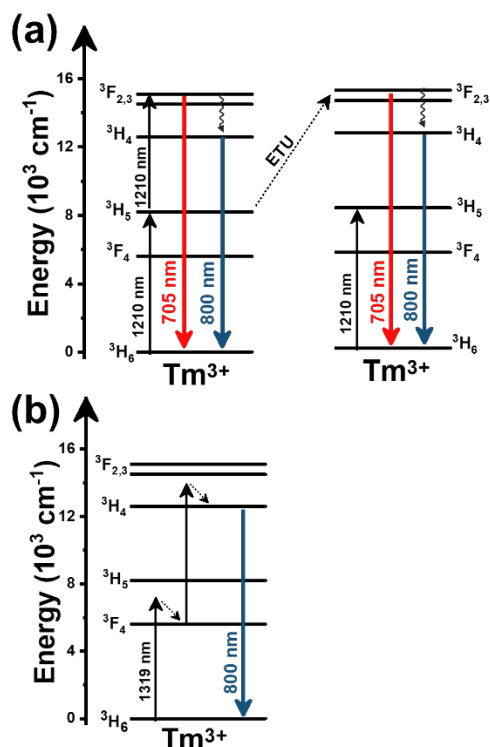 (a)
Energy (10³ cm⁻¹)
16
12
8
4
0
³F₂,₃
³H₄
³H₅
³F₄
³H₆
1210 nm
1210 nm
705 nm
800 nm
Tm³⁺
ETU
³F₂,₃
³H₄
³H₅
³F₄
³H₆
1210 nm
705 nm
800 nm
Tm³⁺
(b)
Energy (10³ cm⁻¹)
16
12
8
4
0
³F₂,₃
³H₄
³H₅
³F₄
³H₆
1319 nm
800 nm
Tm³⁺